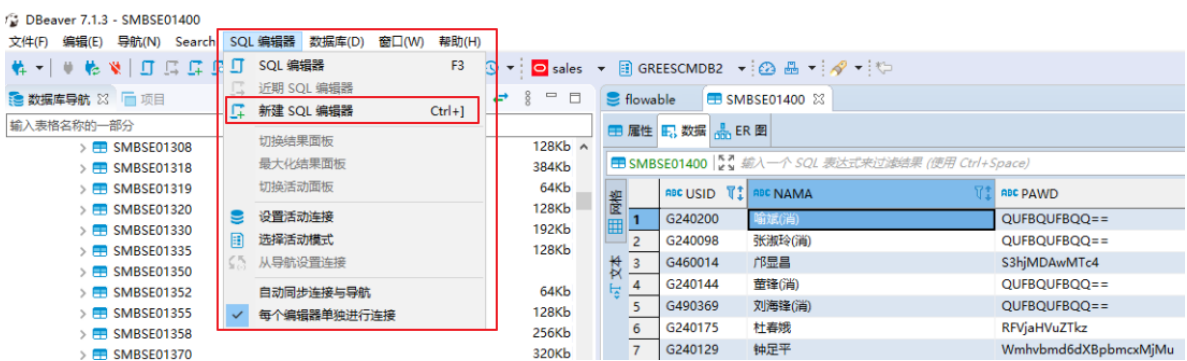 DBeaver 7.1.3 - SMBSE01400
文件(F) 编辑(E) 导航(N) Search SQL 编辑器 数据库(D) 窗口(W) 帮助(H)
sales GREESCMDB2
数据库导航 项目
输入表格名称的一部分
SMBSE01308 128Kb
SMBSE01318 384Kb
SMBSE01319 64Kb
SMBSE01320 128Kb
SMBSE01330 192Kb
SMBSE01335 128Kb
SMBSE01350
SMBSE01352 64Kb
SMBSE01355 128Kb
SMBSE01358 256Kb
SMBSE01370 320Kb
SQL 编辑器 F3
近期 SQL 编辑器
新建 SQL 编辑器 Ctrl+]
切换结果面板
最大化结果面板
切换活动面板
设置活动连接
选择活动模式
从导航设置连接
自动同步连接与导航
每个编辑器单独进行连接
flowable SMBSE01400
属性 数据 ER 图
SMBSE01400 输入一个 SQL 表达式来过滤结果 (使用 Ctrl+Space)
网格
文本
ABC USID ABC NAMA ABC PAWD
1 G240200 喻斌(消) QUFBQUFBQQ==
2 G240098 张淑玲(消) QUFBQUFBQQ==
3 G460014 邝显昌 S3hjMDAwMTc4
4 G240144 董锋(消) QUFBQUFBQQ==
5 G490369 刘海锋(消) QUFBQUFBQQ==
6 G240175 杜春娥 RFVjaHVuZTkz
7 G240129 钟足平 Wmhvbmd6dXBpbmcxMjMu